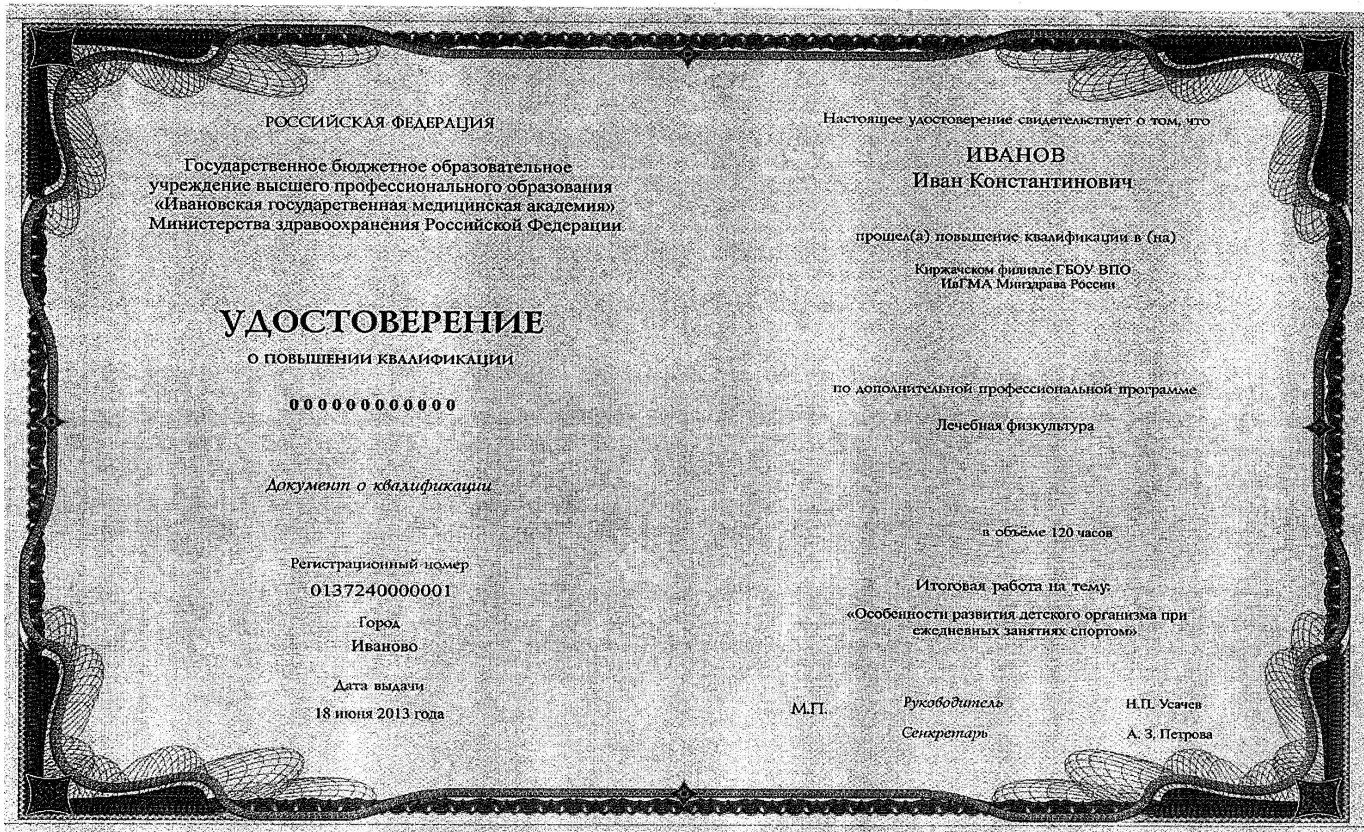 РОССИЙСКАЯ ФЕДЕРАЦИЯ
Государственное бюджетное образовательное
учреждение высшего профессионального образования
«Ивановская государственная медицинская академия»
Министерства здравоохранения Российской Федерации
УДОСТОВЕРЕНИЕ
О ПОВЫШЕНИИ КВАЛИФИКАЦИИ
000000000000
Документ о квалификации
Регистрационный номер
0137240000001
Город
Иваново
Дата выдачи
18 июня 2013 года
Настоящее удостоверение свидетельствует о том, что
ИВАНОВ
Иван Константинович
прошел(а) повышение квалификации в (на)
Киржачском филиале ГБОУ ВПО
ИвГМА Минздрава России
по дополнительной профессиональной программе
Лечебная физкультура
в объёме 120 часов
Итоговая работа на тему:
«Особенности развития детского организма при
ежедневных занятиях спортом»
М.П.
Руководитель Н.П. Усачев
Секретарь А. З. Петрова